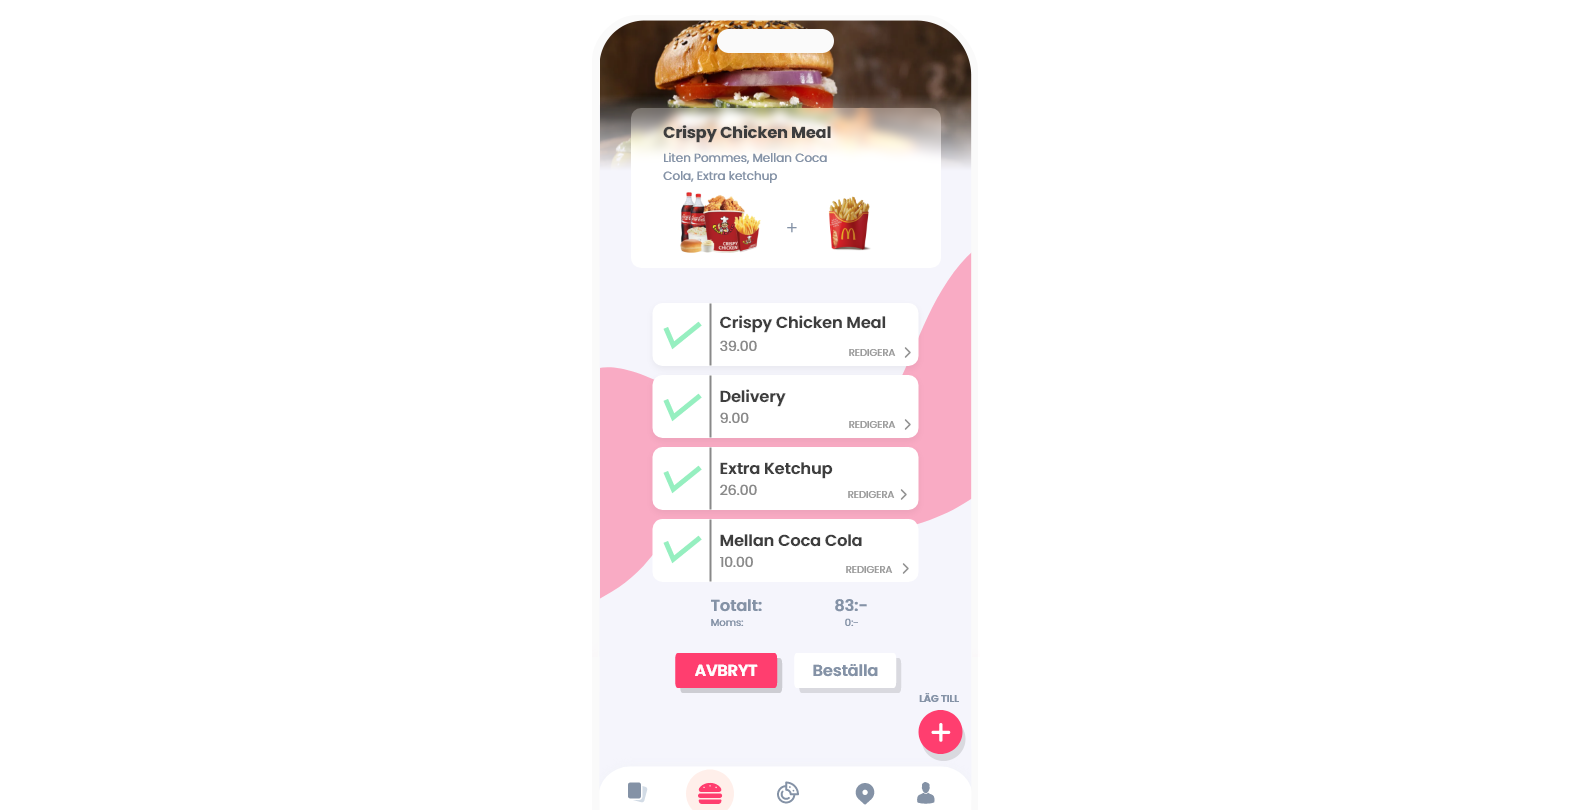 Crispy Chicken Meal
Liten Pommes, Mellan Coca
Cola, Extra ketchup
CRISPY
CHICKEN
+
Crispy Chicken Meal
39.00
REDIGERA
Delivery
9.00
REDIGERA
Extra Ketchup
26.00
REDIGERA
Mellan Coca Cola
10.00
REDIGERA
Totalt: 83:-
Moms: 0:-
AVBRYT Beställa
LÄG TILL